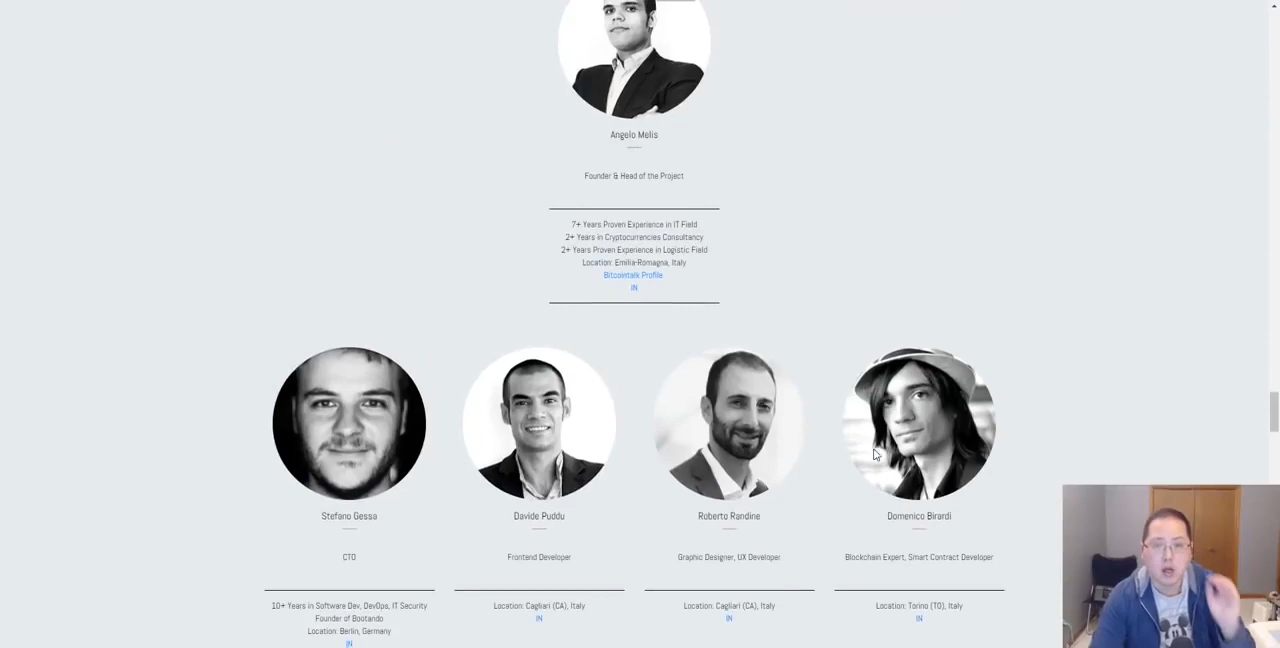 Angelo Melis
Founder & Head of the Project
7+ Years Proven Experience in IT Field
2+ Years in Cryptocurrencies Consultancy
2+ Years Proven Experience in Logistic Field
Location: Emilia-Romagna, Italy
Bitcointalk Profile
IN
Stefano Gessa
CTO
10+ Years in Software Dev, DevOps, IT Security
Founder of Bootando
Location: Berlin, Germany
IN
Davide Puddu
Frontend Developer
Location: Cagliari (CA), Italy
IN
Roberto Randine
Graphic Designer, UX Developer
Location: Cagliari (CA), Italy
IN
Domenico Birardi
Blockchain Expert, Smart Contract Developer
Location: Torino (TO), Italy
IN